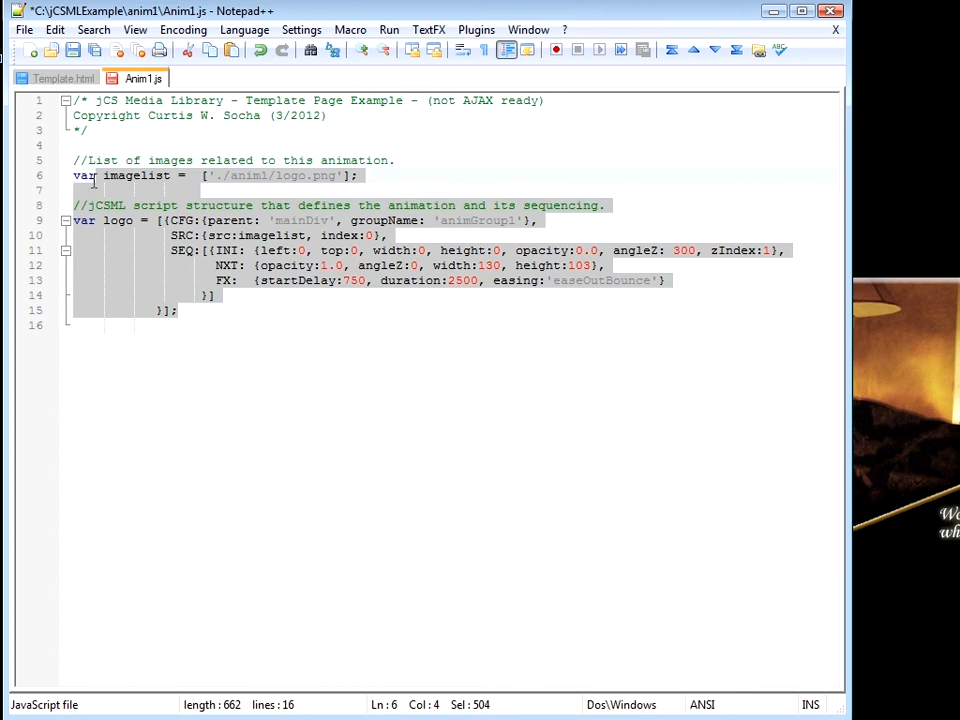 *C:\jCSMLExample\anim1\Anim1.js - Notepad++
File Edit Search View Encoding Language Settings Macro Run TextFX Plugins Window ? X
Template.html Anim1.js
1 /* jCS Media Library - Template Page Example - (not AJAX ready)
2 Copyright Curtis W. Socha (3/2012)
3 */
4
5 //List of images related to this animation.
6 var imagelist = ['./anim1/logo.png'];
7
8 //jCSML script structure that defines the animation and its sequencing.
9 var logo = [{CFG:{parent: 'mainDiv', groupName: 'animGroup1'},
10 SRC:{src:imagelist, index:0},
11 SEQ:[{INI: {left:0, top:0, width:0, height:0, opacity:0.0, angleZ: 300, zIndex:1},
12 NXT: {opacity:1.0, angleZ:0, width:130, height:103},
13 FX: {startDelay:750, duration:2500, easing:'easeOutBounce'}
14 }]
15 }];
16
JavaScript file length : 662 lines : 16 Ln : 6 Col : 4 Sel : 504 Dos\Windows ANSI INS